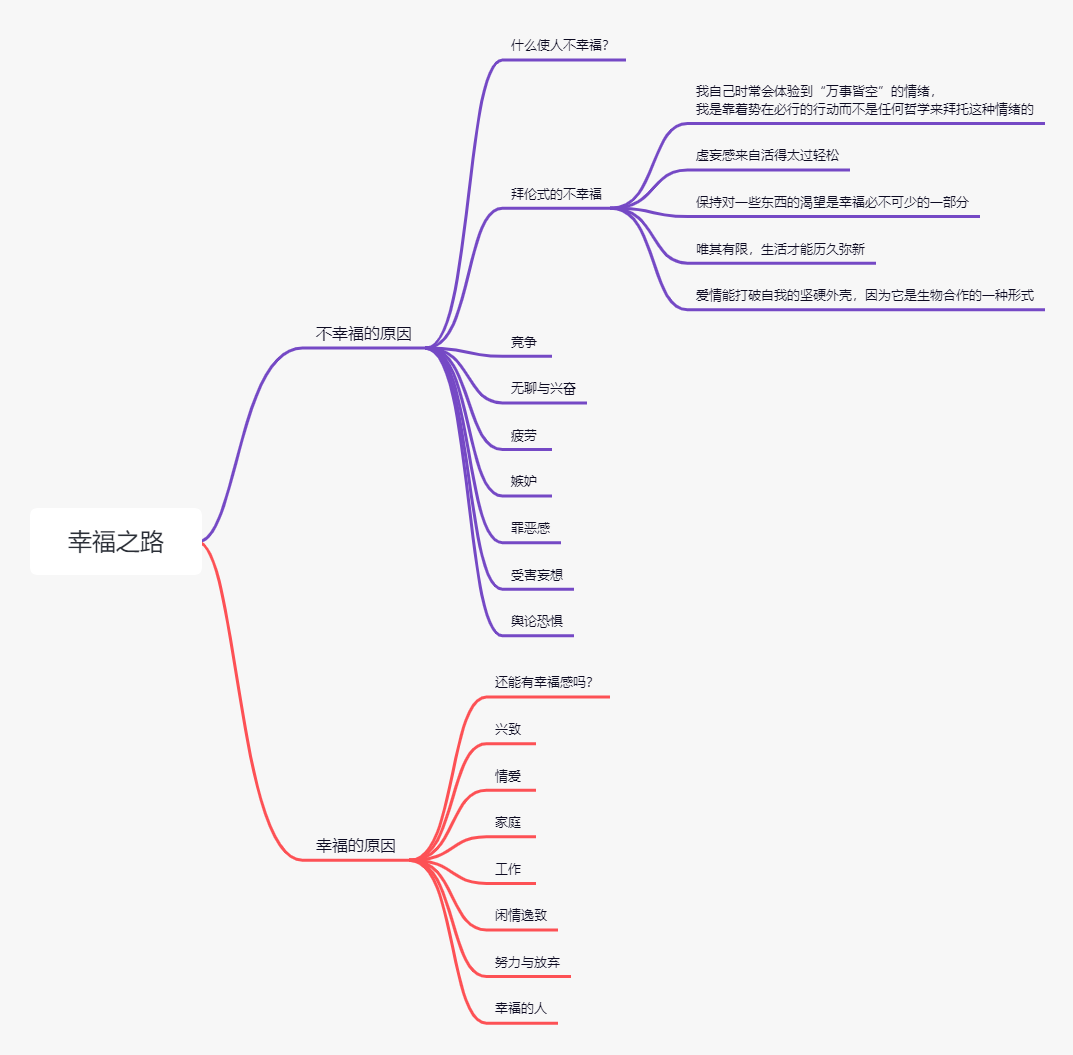 幸福之路
不幸福的原因
什么使人不幸福？
拜伦式的不幸福
我自己时常会体验到“万事皆空”的情绪，
我是靠着势在必行的行动而不是任何哲学来拜托这种情绪的
虚妄感来自活得太过轻松
保持对一些东西的渴望是幸福必不可少的一部分
唯其有限，生活才能历久弥新
爱情能打破自我的坚硬外壳，因为它是生物合作的一种形式
竞争
无聊与兴奋
疲劳
嫉妒
罪恶感
受害妄想
舆论恐惧
幸福的原因
还能有幸福感吗？
兴致
情爱
家庭
工作
闲情逸致
努力与放弃
幸福的人